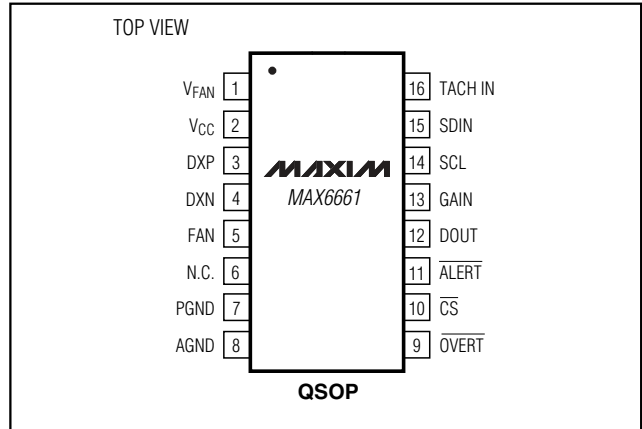 TOP VIEW
VFAN 1
VCC 2
DXP 3
DXN 4
FAN 5
N.C. 6
PGND 7
AGND 8
MAXIM
MAX6661
16 TACH IN
15 SDIN
14 SCL
13 GAIN
12 DOUT
11 ALERT
10 CS
9 OVERT
QSOP